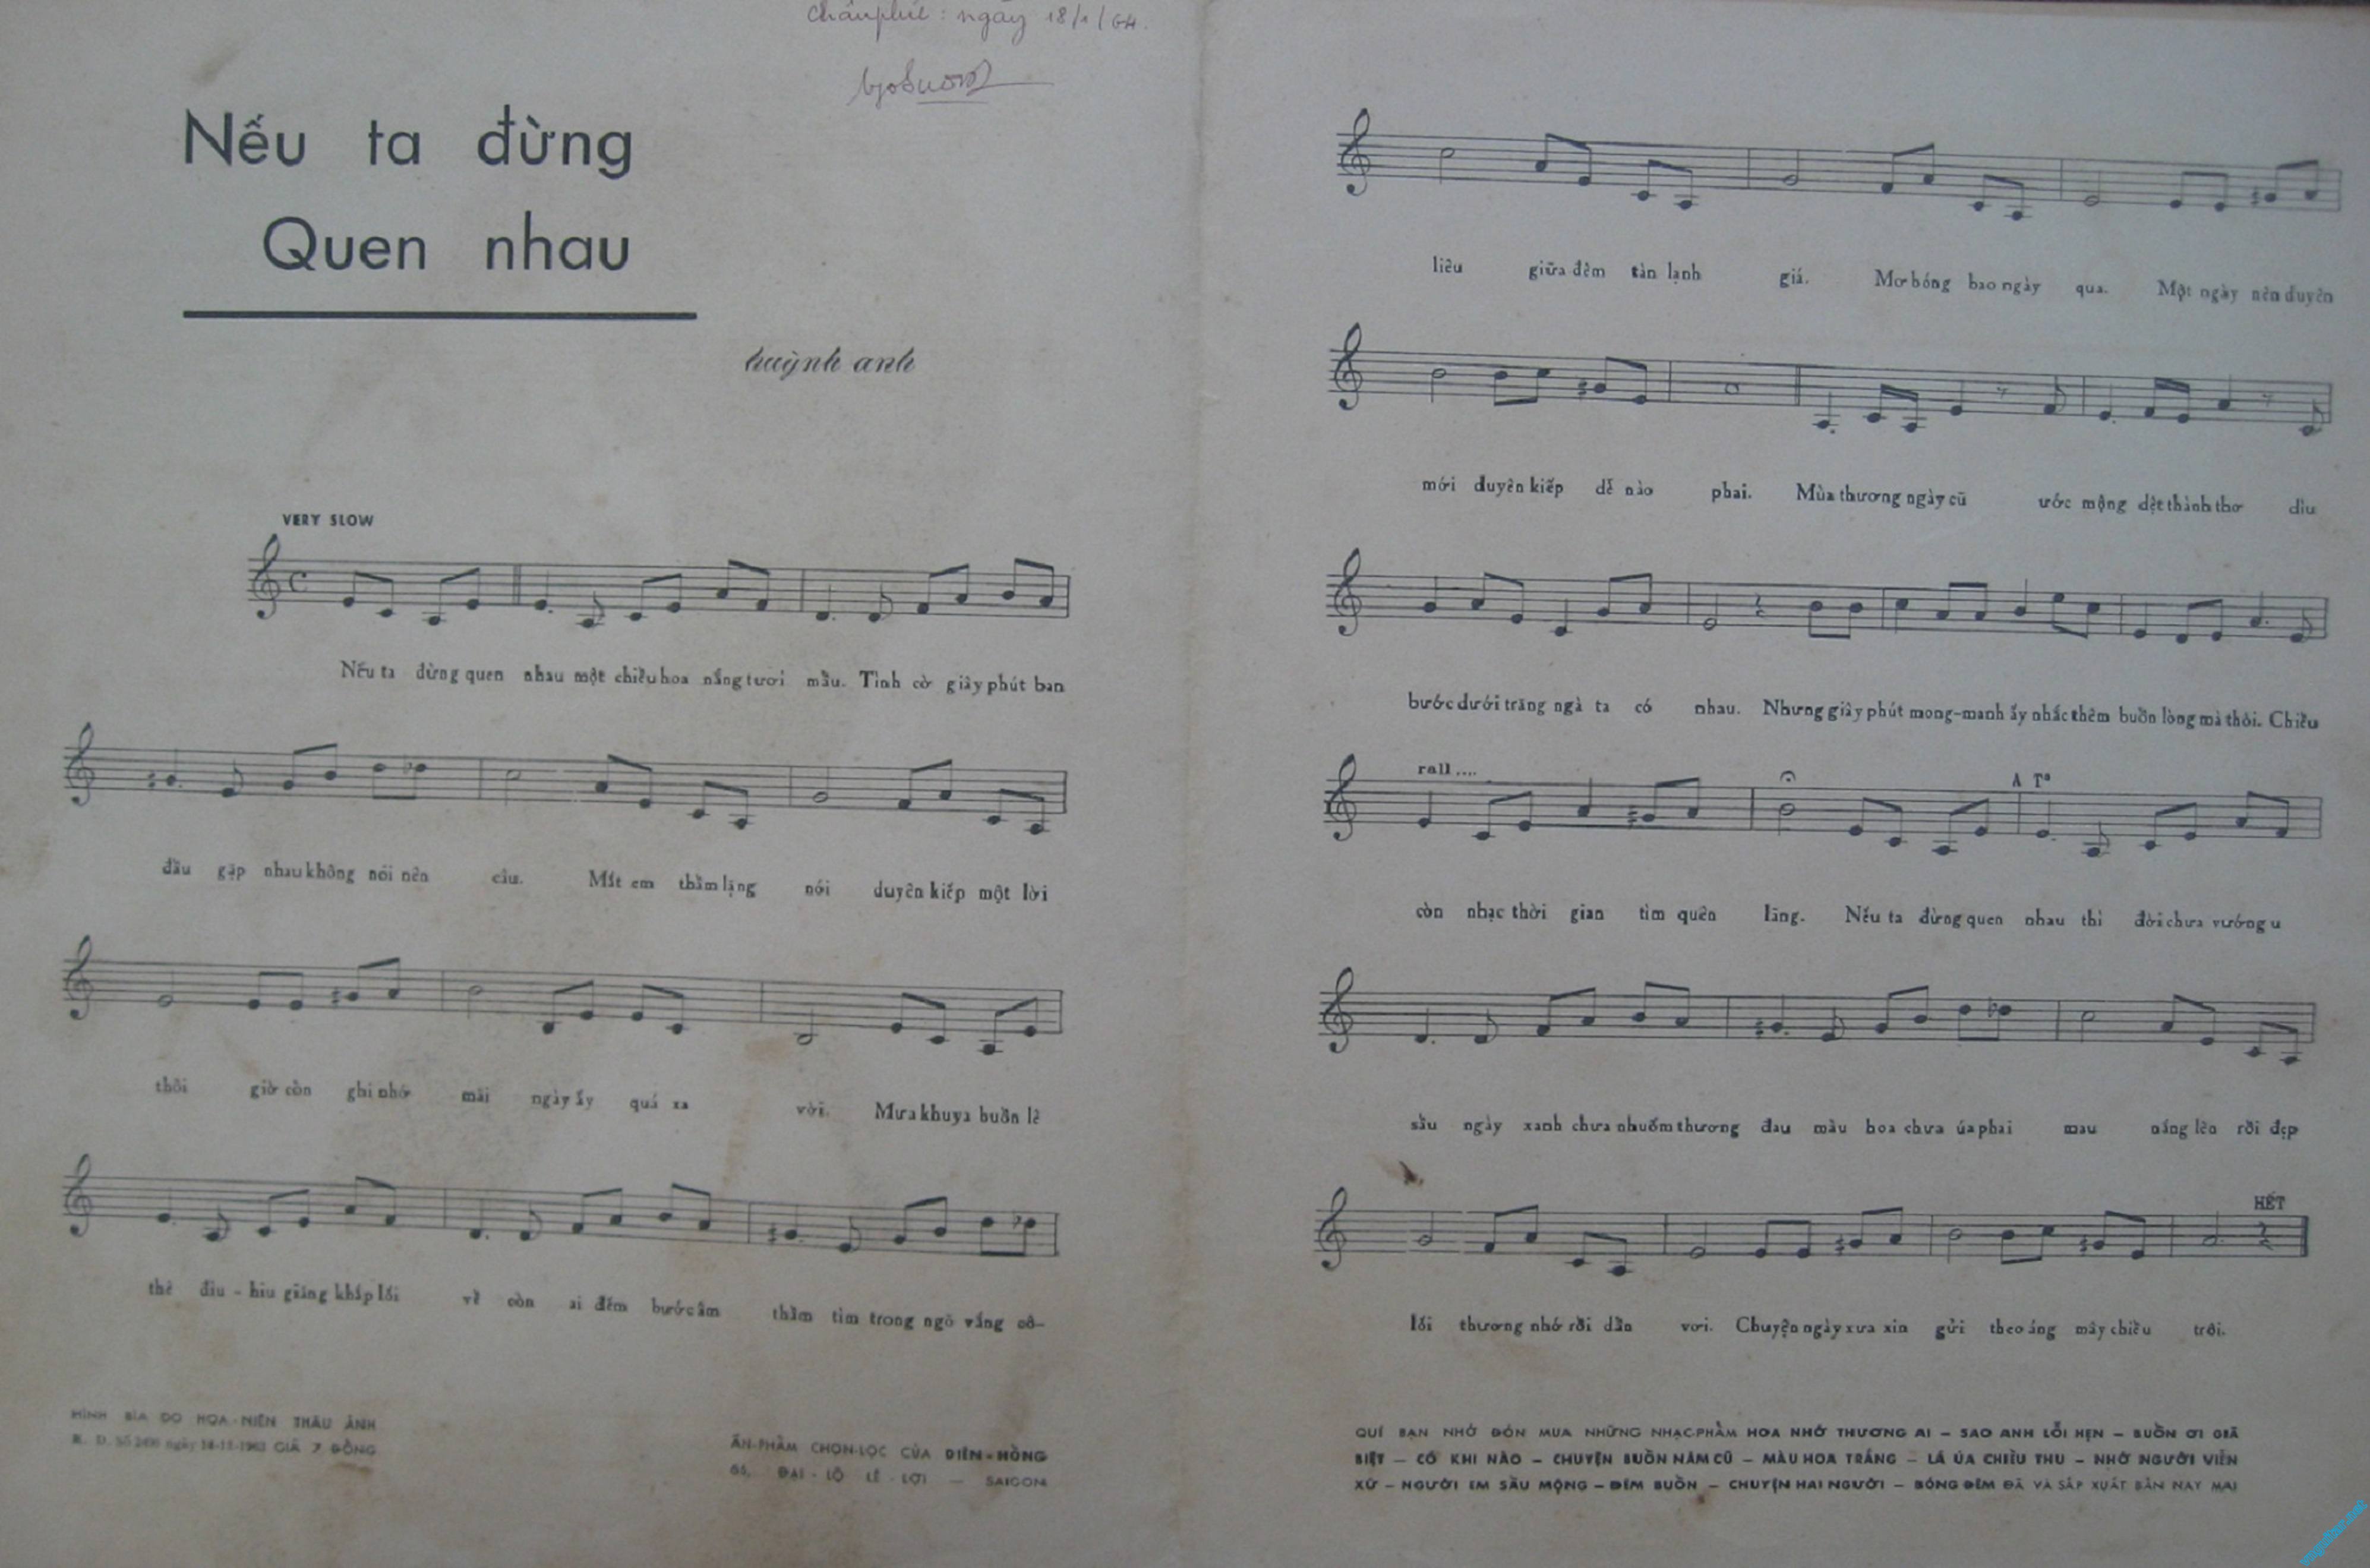 ngày 18/1/64.
Nếu ta đừng
Quen nhau
huỳnh anh
VERY SLOW
Nếu ta đừng quen nhau một chiều hoa nắng tươi mầu. Tình cờ giây phút ban
đầu gặp nhau không nói nên câu. Mắt em thầm lặng nói duyên kiếp một lời
thôi giờ còn ghi nhớ mãi ngày ấy quá xa vời. Mưa khuya buồn lê
thê đìu - hiu giăng khắp lối về còn ai đếm bước âm thầm tìm trong ngõ vắng cô-
HÌNH BÌA DO HỌA-NIÊN THÂU ẢNH
K. D. Số ngày 18-12-1963 GIÁ 7 ĐỒNG
ẤN-PHẨM CHỌN-LỌC CỦA DIÊN-HỒNG
65, ĐẠI - LỘ LÊ - LỢI — SAIGON
liêu giữa đêm tàn lạnh giá. Mơ bóng bao ngày qua. Một ngày nên duyên
mới duyên kiếp dễ nào phai. Mùa thương ngày cũ ước mộng dệt thành thơ dìu
bước dưới trăng ngà ta có nhau. Nhưng giây phút mong-manh ấy nhắc thêm buồn lòng mà thôi. Chiều
rall....
A Tº
còn nhạc thời gian tìm quên lãng. Nếu ta đừng quen nhau thì đời chưa vướng u
sầu ngày xanh chưa nhuốm thương đau màu hoa chưa úa phai mau nắng lên rồi đẹp
HẾT
lối thương nhớ rồi dần vơi. Chuyện ngày xưa xin gửi theo áng mây chiều trôi.
QUÍ BẠN NHỚ ĐÓN MUA NHỮNG NHẠC-PHẨM HOA NHỚ THƯƠNG AI – SAO ANH LỖI HẸN – BUỒN ƠI GIÃ
BIỆT – CÓ KHI NÀO – CHUYỆN BUỒN NĂM CŨ – MÀU HOA TRẮNG – LÁ ÚA CHIỀU THU – NHỚ NGƯỜI VIỄN
XỨ – NGƯỜI EM SẦU MỘNG – ĐÊM BUỒN – CHUYỆN HAI NGƯỜI – BÓNG ĐÊM ĐÃ VÀ SẮP XUẤT BẢN NAY MAI